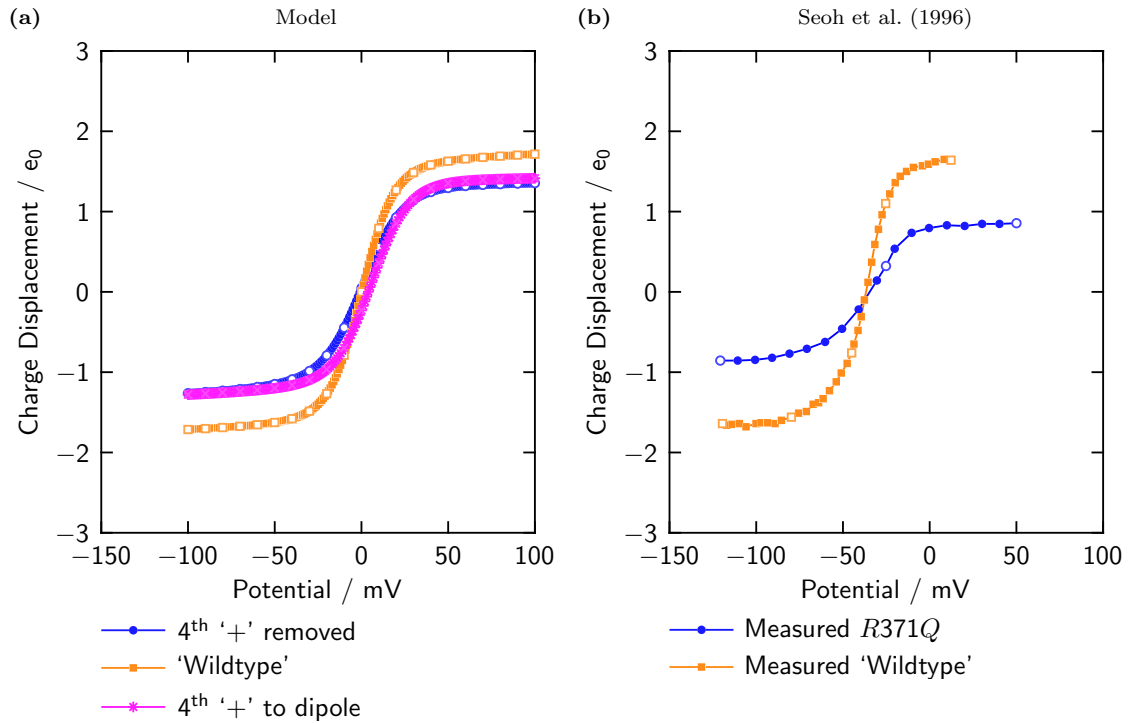 (a) Model
3
2
1
0
−1
−2
−3
−150 −100 −50 0 50 100
Charge Displacement / e0
Potential / mV
4th ‘+’ removed
‘Wildtype’
4th ‘+’ to dipole
(b) Seoh et al. (1996)
3
2
1
0
−1
−2
−3
−150 −100 −50 0 50 100
Charge Displacement / e0
Potential / mV
Measured R371Q
Measured ‘Wildtype’